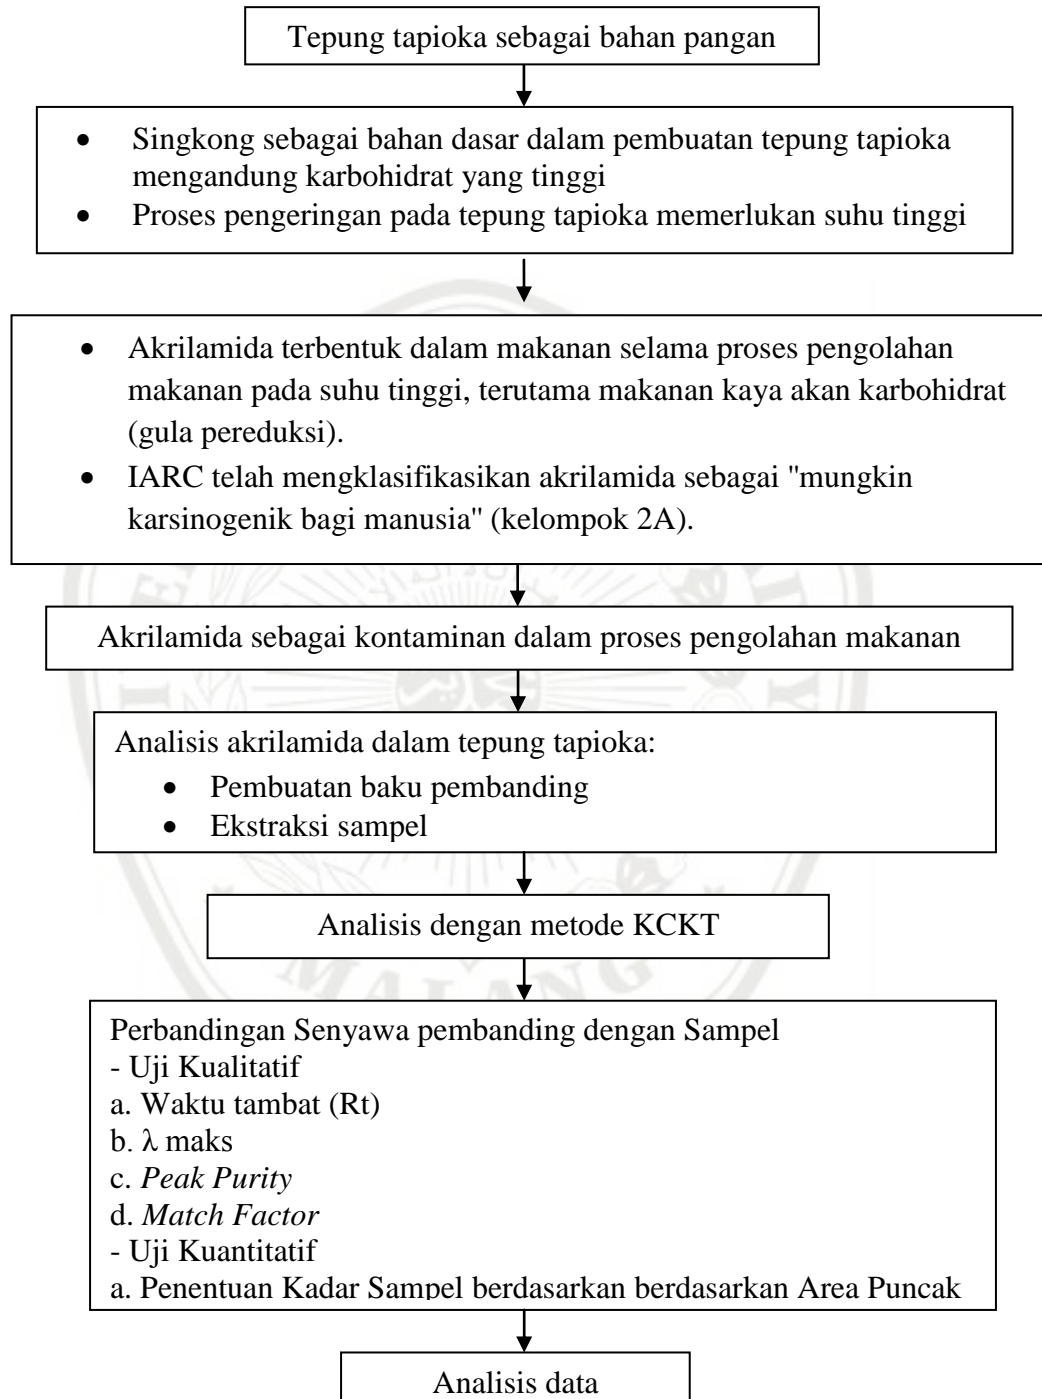 Tepung tapioka sebagai bahan pangan
• Singkong sebagai bahan dasar dalam pembuatan tepung tapioka
mengandung karbohidrat yang tinggi
• Proses pengeringan pada tepung tapioka memerlukan suhu tinggi
• Akrilamida terbentuk dalam makanan selama proses pengolahan
makanan pada suhu tinggi, terutama makanan kaya akan karbohidrat
(gula pereduksi).
• IARC telah mengklasifikasikan akrilamida sebagai "mungkin
karsinogenik bagi manusia" (kelompok 2A).
Akrilamida sebagai kontaminan dalam proses pengolahan makanan
Analisis akrilamida dalam tepung tapioka:
• Pembuatan baku pembanding
• Ekstraksi sampel
Analisis dengan metode KCKT
MALANG
Perbandingan Senyawa pembanding dengan Sampel
- Uji Kualitatif
a. Waktu tambat (Rt)
b. λ maks
c. Peak Purity
d. Match Factor
- Uji Kuantitatif
a. Penentuan Kadar Sampel berdasarkan berdasarkan Area Puncak
Analisis data